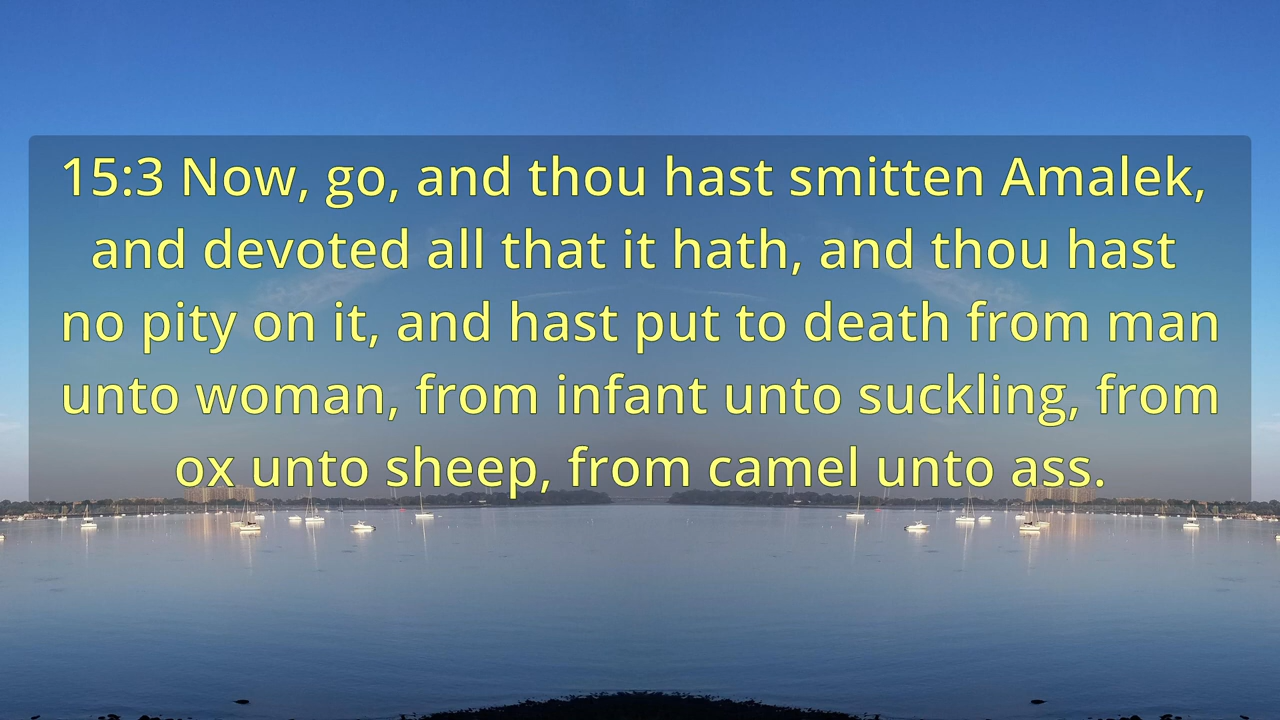 15:3 Now, go, and thou hast smitten Amalek,
and devoted all that it hath, and thou hast
no pity on it, and hast put to death from man
unto woman, from infant unto suckling, from
ox unto sheep, from camel unto ass.